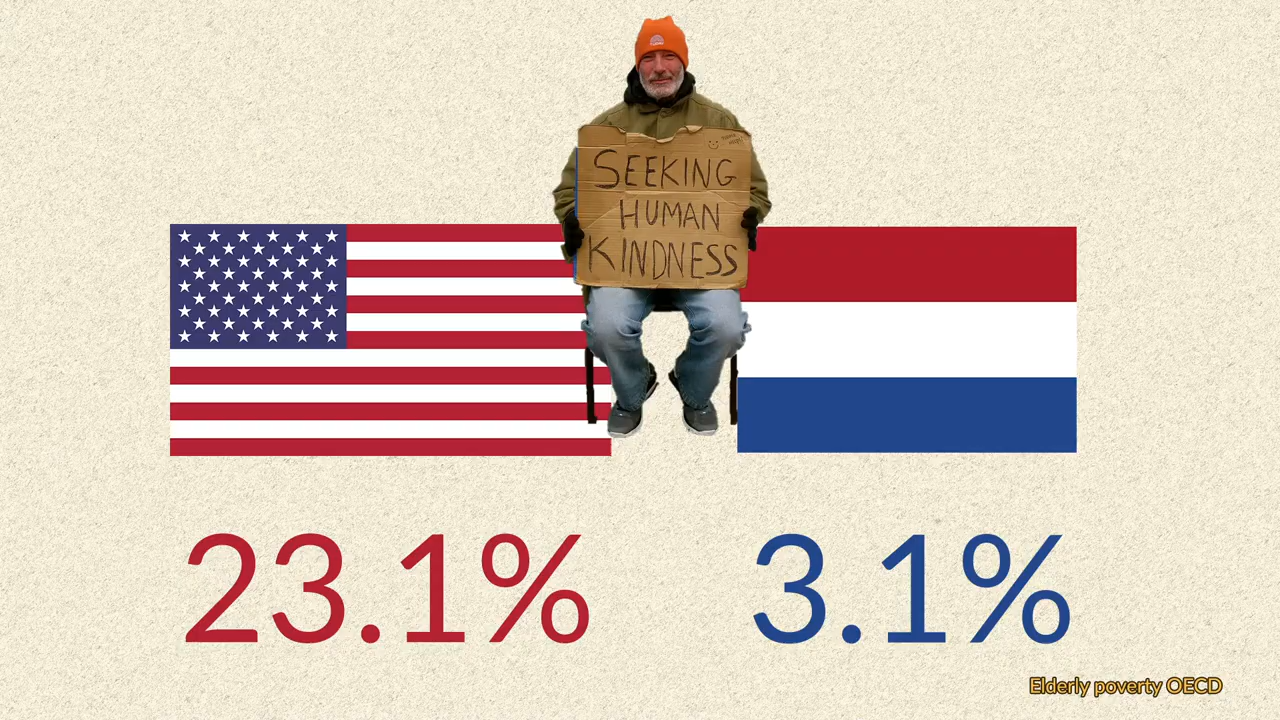 SEEKING
HUMAN
KINDNESS
23.1%
3.1%
Elderly poverty OECD